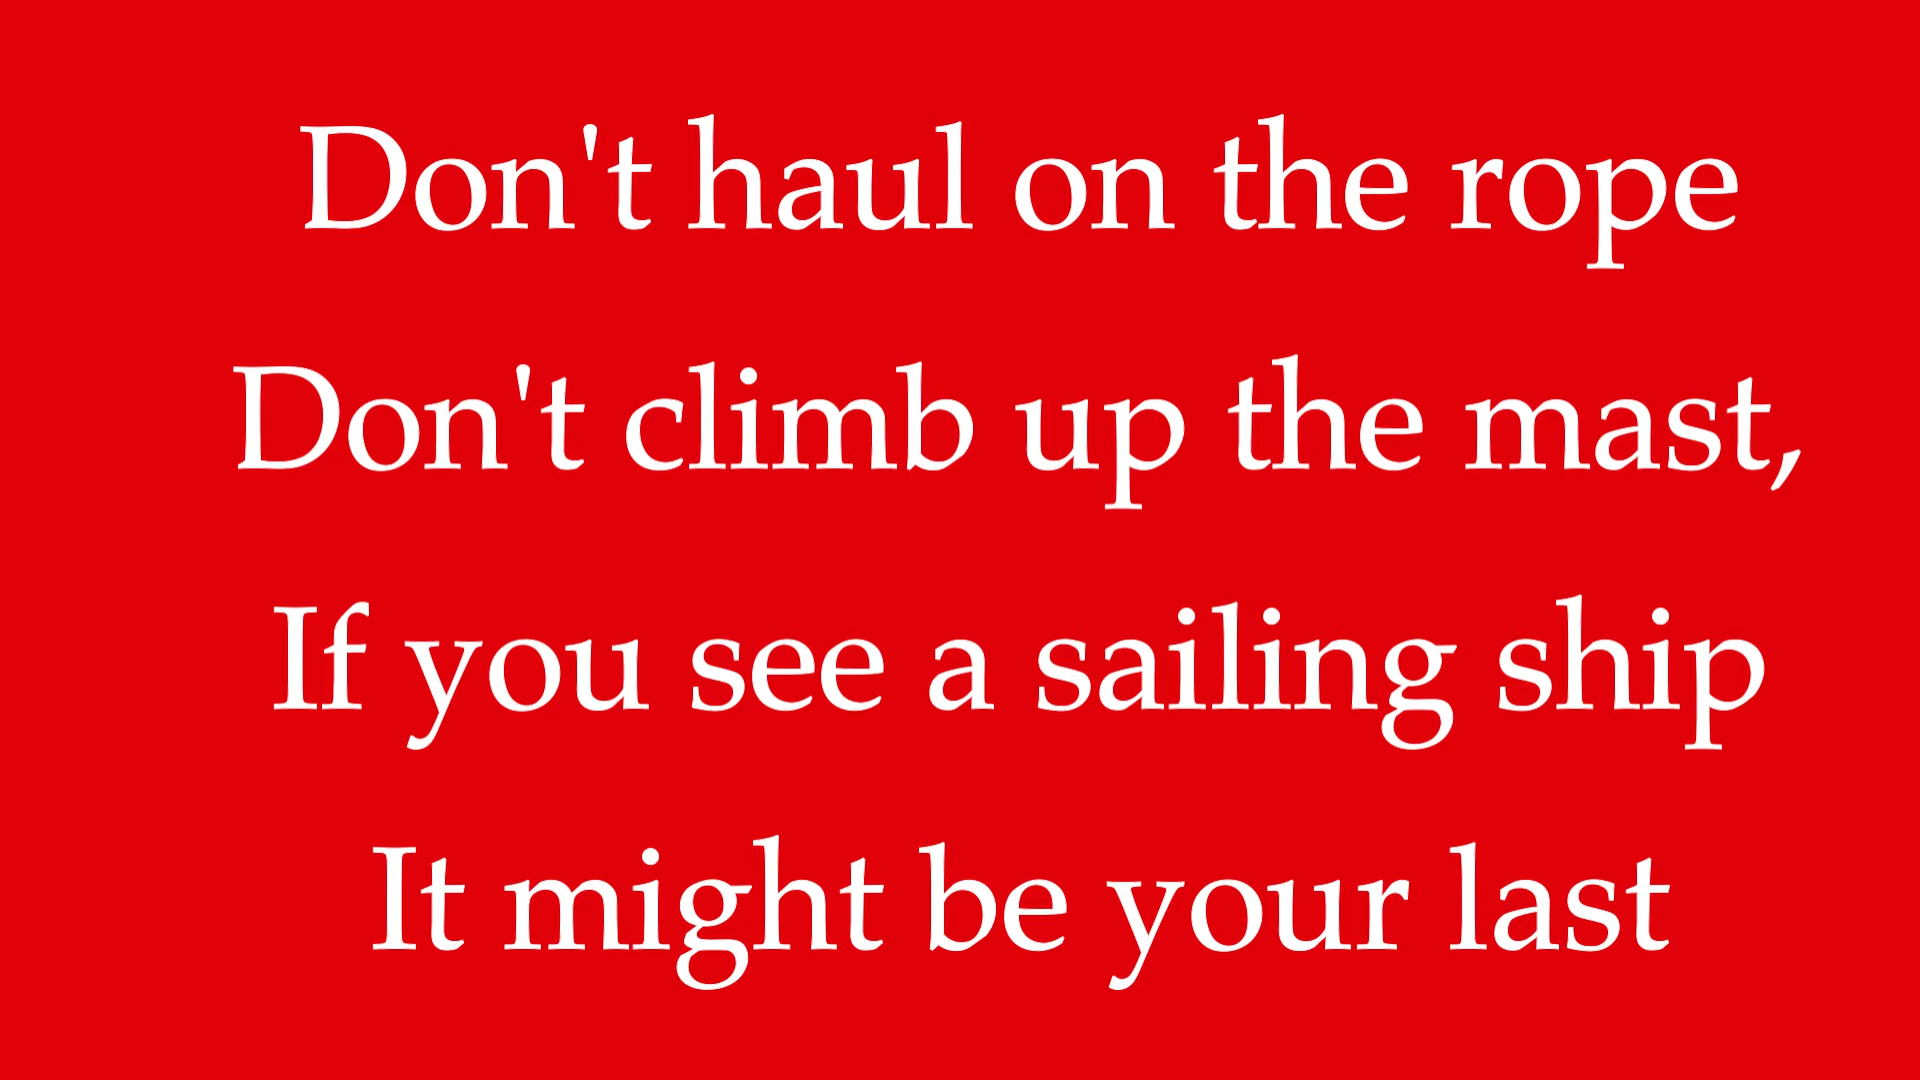 Don't haul on the rope
Don't climb up the mast,
If you see a sailing ship
It might be your last